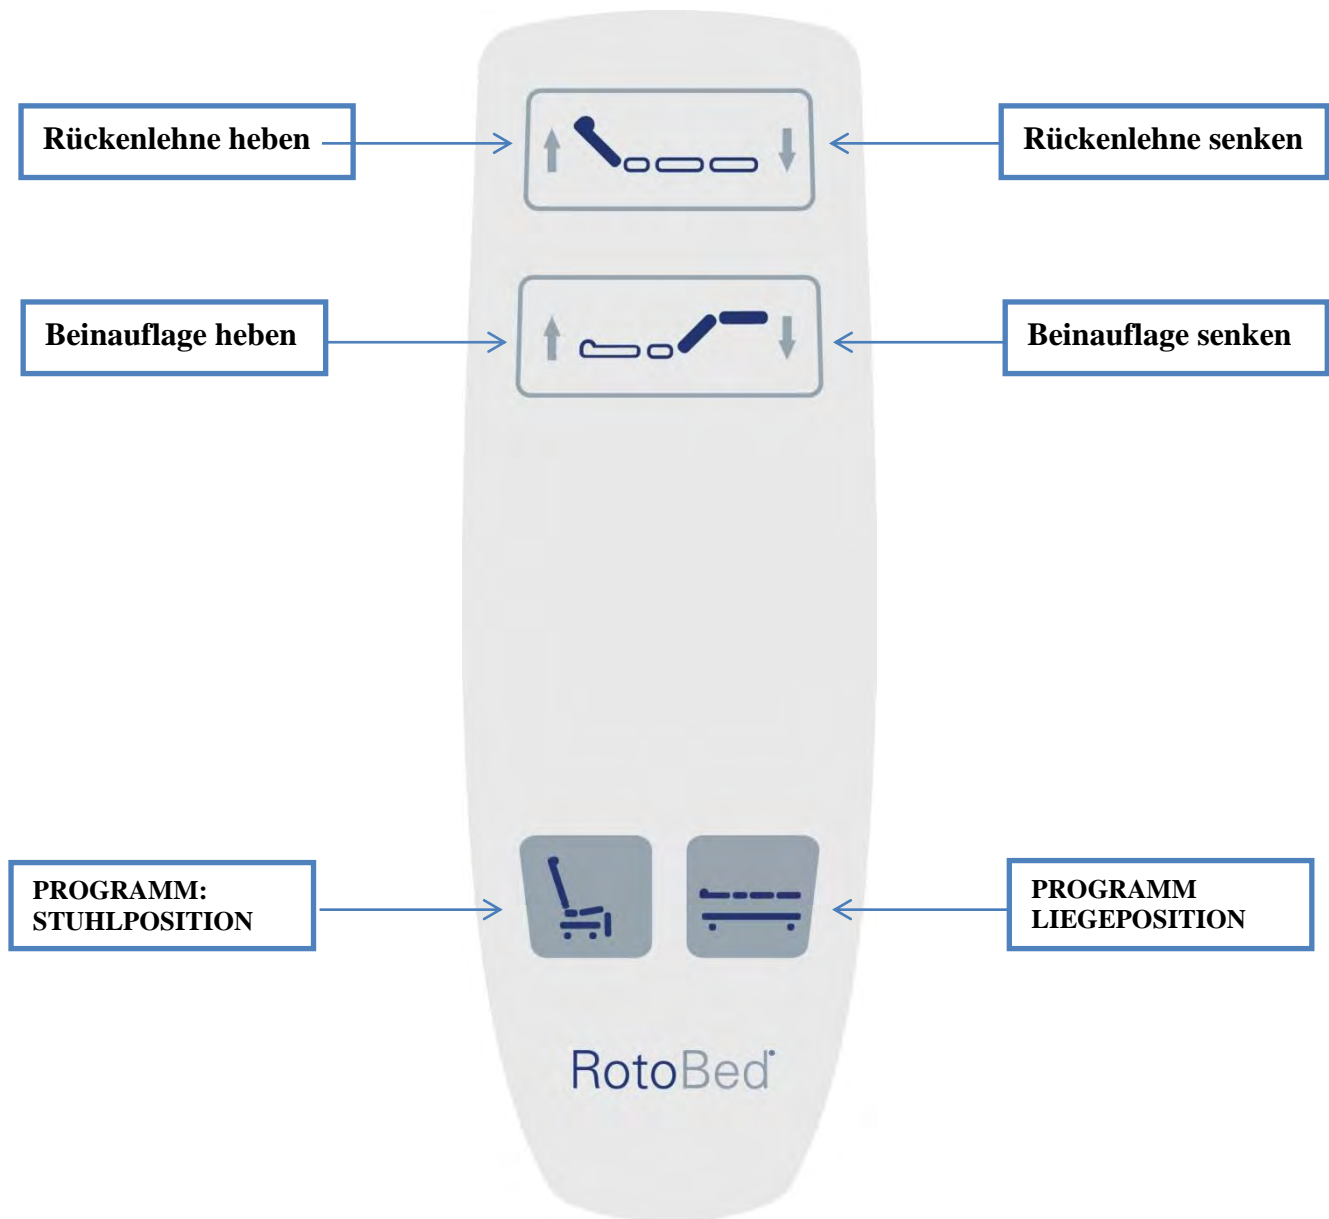 Rückenlehne heben
Rückenlehne senken
Beinauflage heben
Beinauflage senken
PROGRAMM:
STUHLPOSITION
PROGRAMM
LIEGEPOSITION
RotoBed